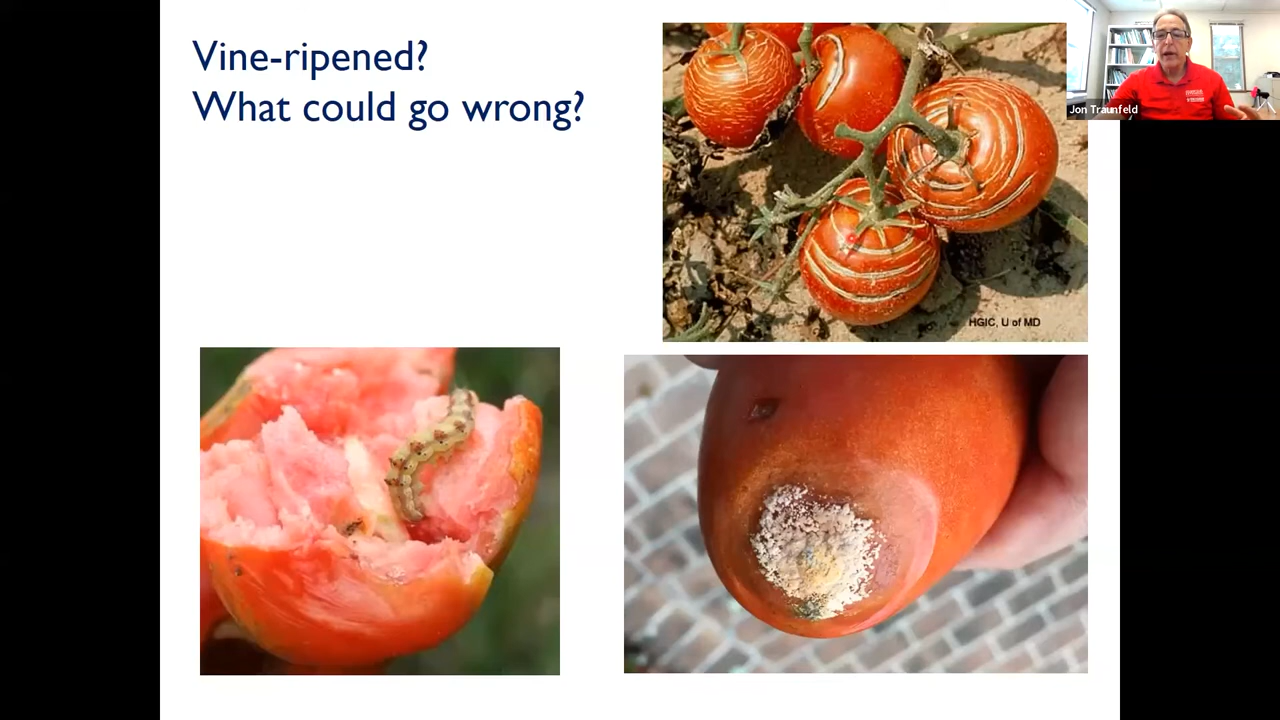 Vine-ripened?
What could go wrong?
Jon Traunfeld
HGIC, U of MD